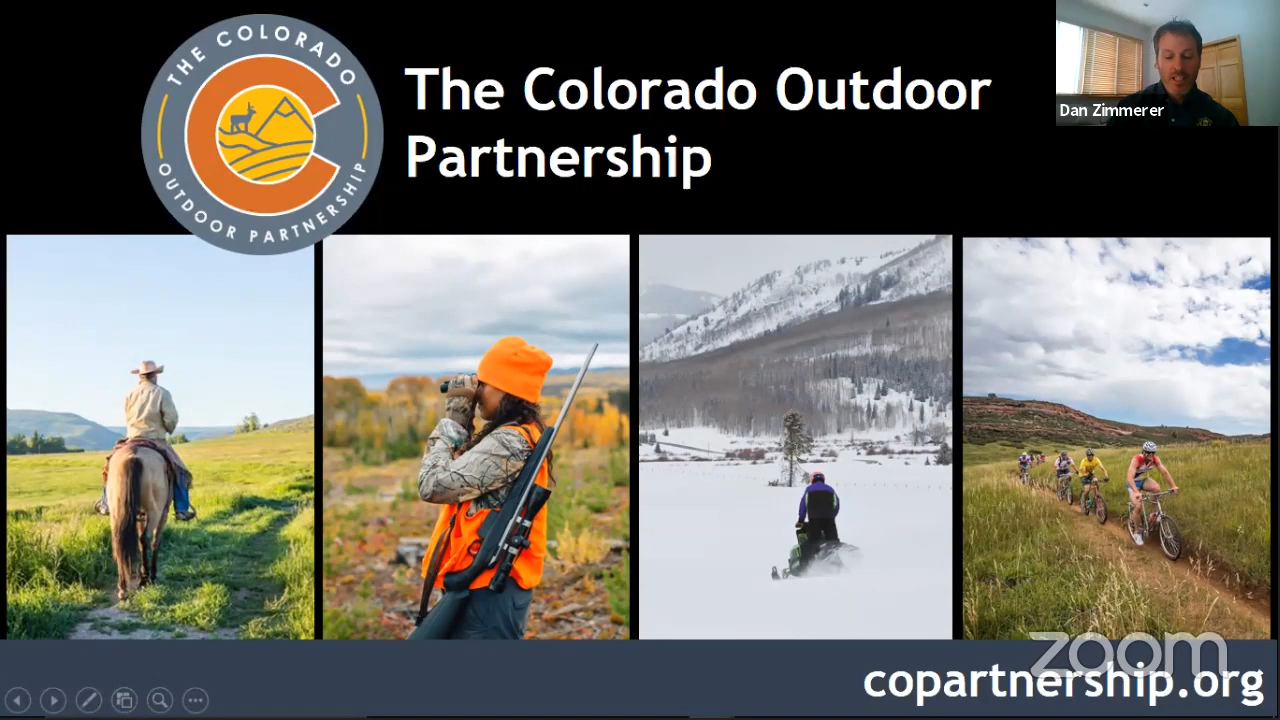 THE COLORADO
OUTDOOR PARTNERSHIP
The Colorado Outdoor
Partnership
Dan Zimmerer
zoom
copartnership.org